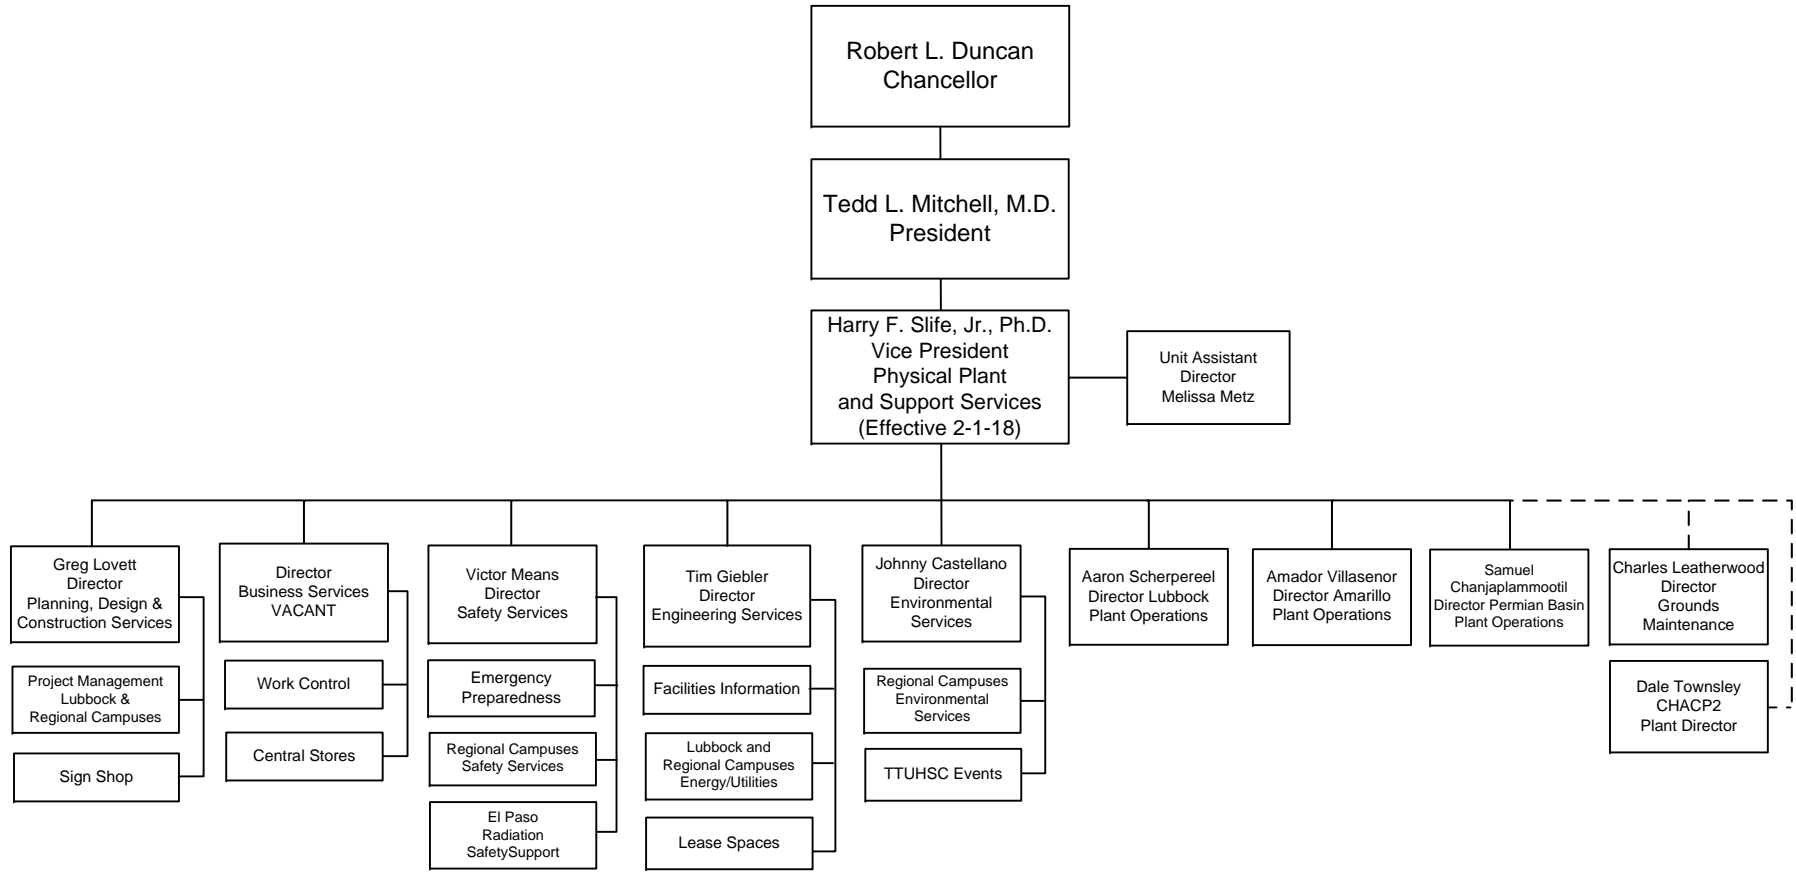 Robert L. Duncan
Chancellor
Tedd L. Mitchell, M.D.
President
Harry F. Slife, Jr., Ph.D.
Vice President
Physical Plant
and Support Services
(Effective 2-1-18)
Unit Assistant
Director
Melissa Metz
Greg Lovett
Director
Planning, Design &
Construction Services
Project Management
Lubbock &
Regional Campuses
Sign Shop
Director
Business Services
VACANT
Work Control
Central Stores
Victor Means
Director
Safety Services
Emergency
Preparedness
Regional Campuses
Safety Services
El Paso
Radiation
SafetySupport
Tim Giebler
Director
Engineering Services
Facilities Information
Lubbock and
Regional Campuses
Energy/Utilities
Lease Spaces
Johnny Castellano
Director
Environmental
Services
Regional Campuses
Environmental
Services
TTUHSC Events
Aaron Scherpereel
Director Lubbock
Plant Operations
Amador Villasenor
Director Amarillo
Plant Operations
Samuel
Chanjaplammootil
Director Permian Basin
Plant Operations
Charles Leatherwood
Director
Grounds
Maintenance
Dale Townsley
CHACP2
Plant Director